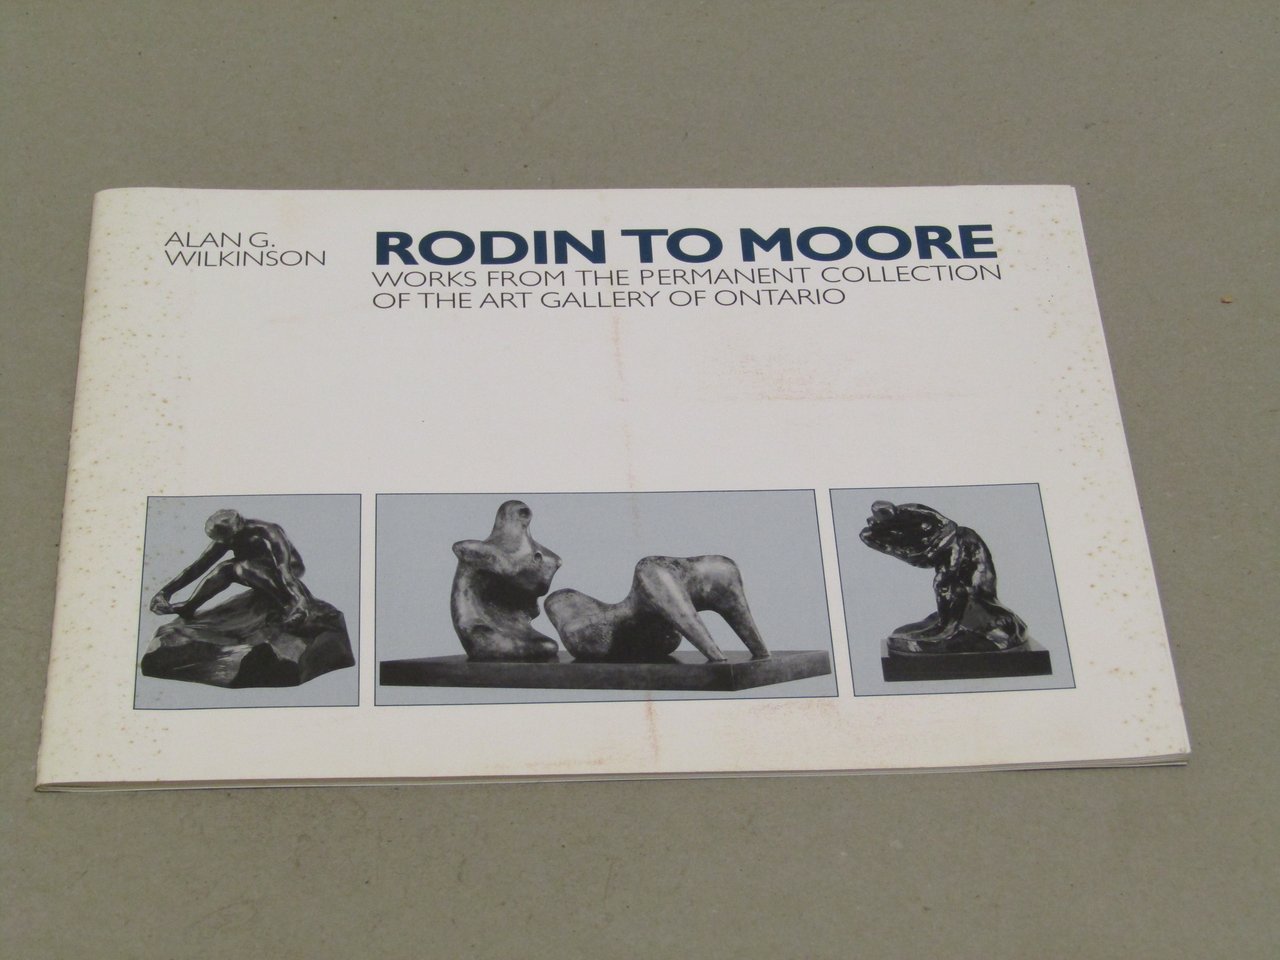 ALAN G.
WILKINSON
RODIN TO MOORE
WORKS FROM THE PERMANENT COLLECTION
OF THE ART GALLERY OF ONTARIO